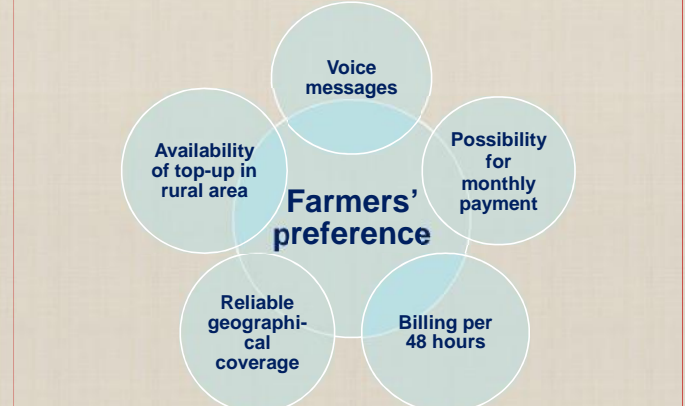 Voice
messages
Availability
of top-up in
rural area
Possibility
for
monthly
payment
Farmers’
preference
Reliable
geographi-
cal
coverage
Billing per
48 hours